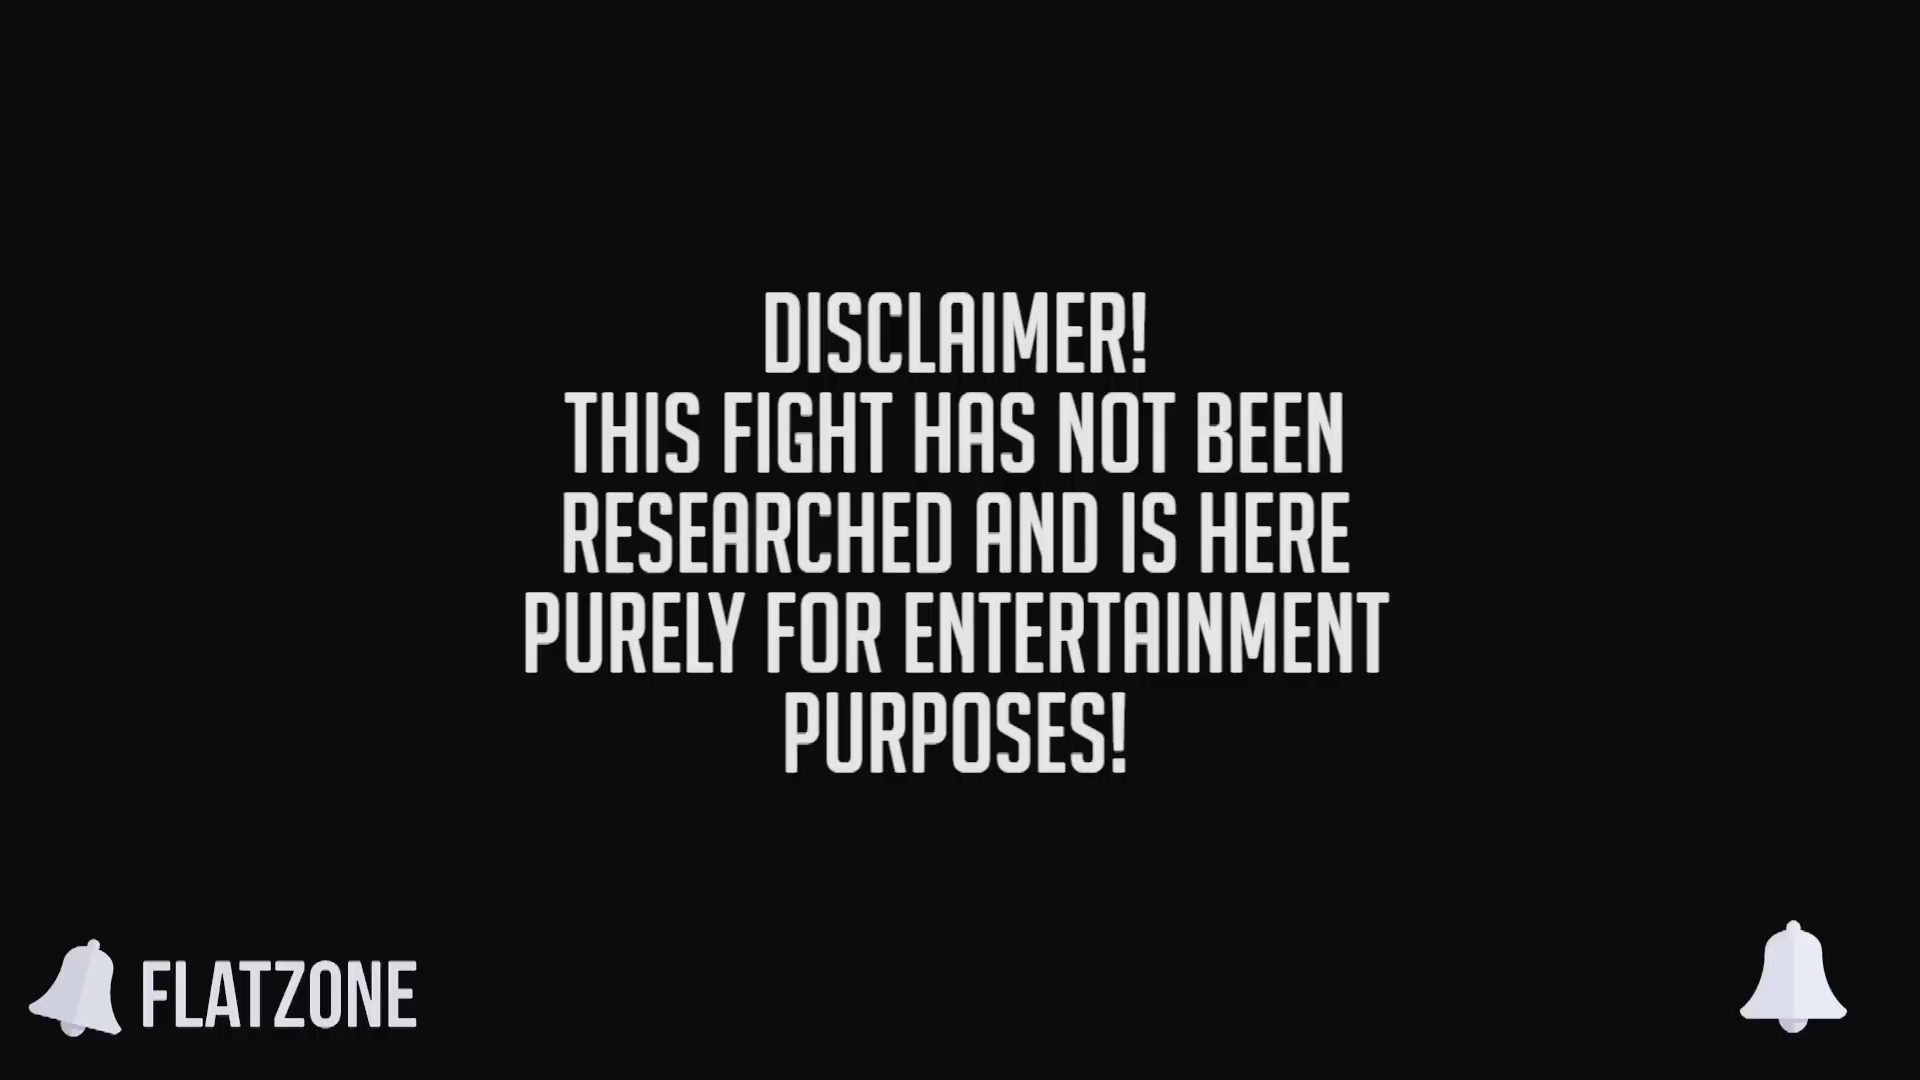 DISCLAIMER!
THIS FIGHT HAS NOT BEEN
RESEARCHED AND IS HERE
PURELY FOR ENTERTAINMENT
PURPOSES!
FLATZONE